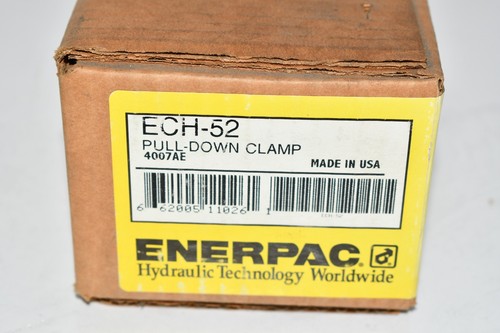 ECH-52
PULL-DOWN CLAMP
4007AE
MADE IN USA
6 62005 11026 1
ENERPAC
Hydraulic Technology Worldwide